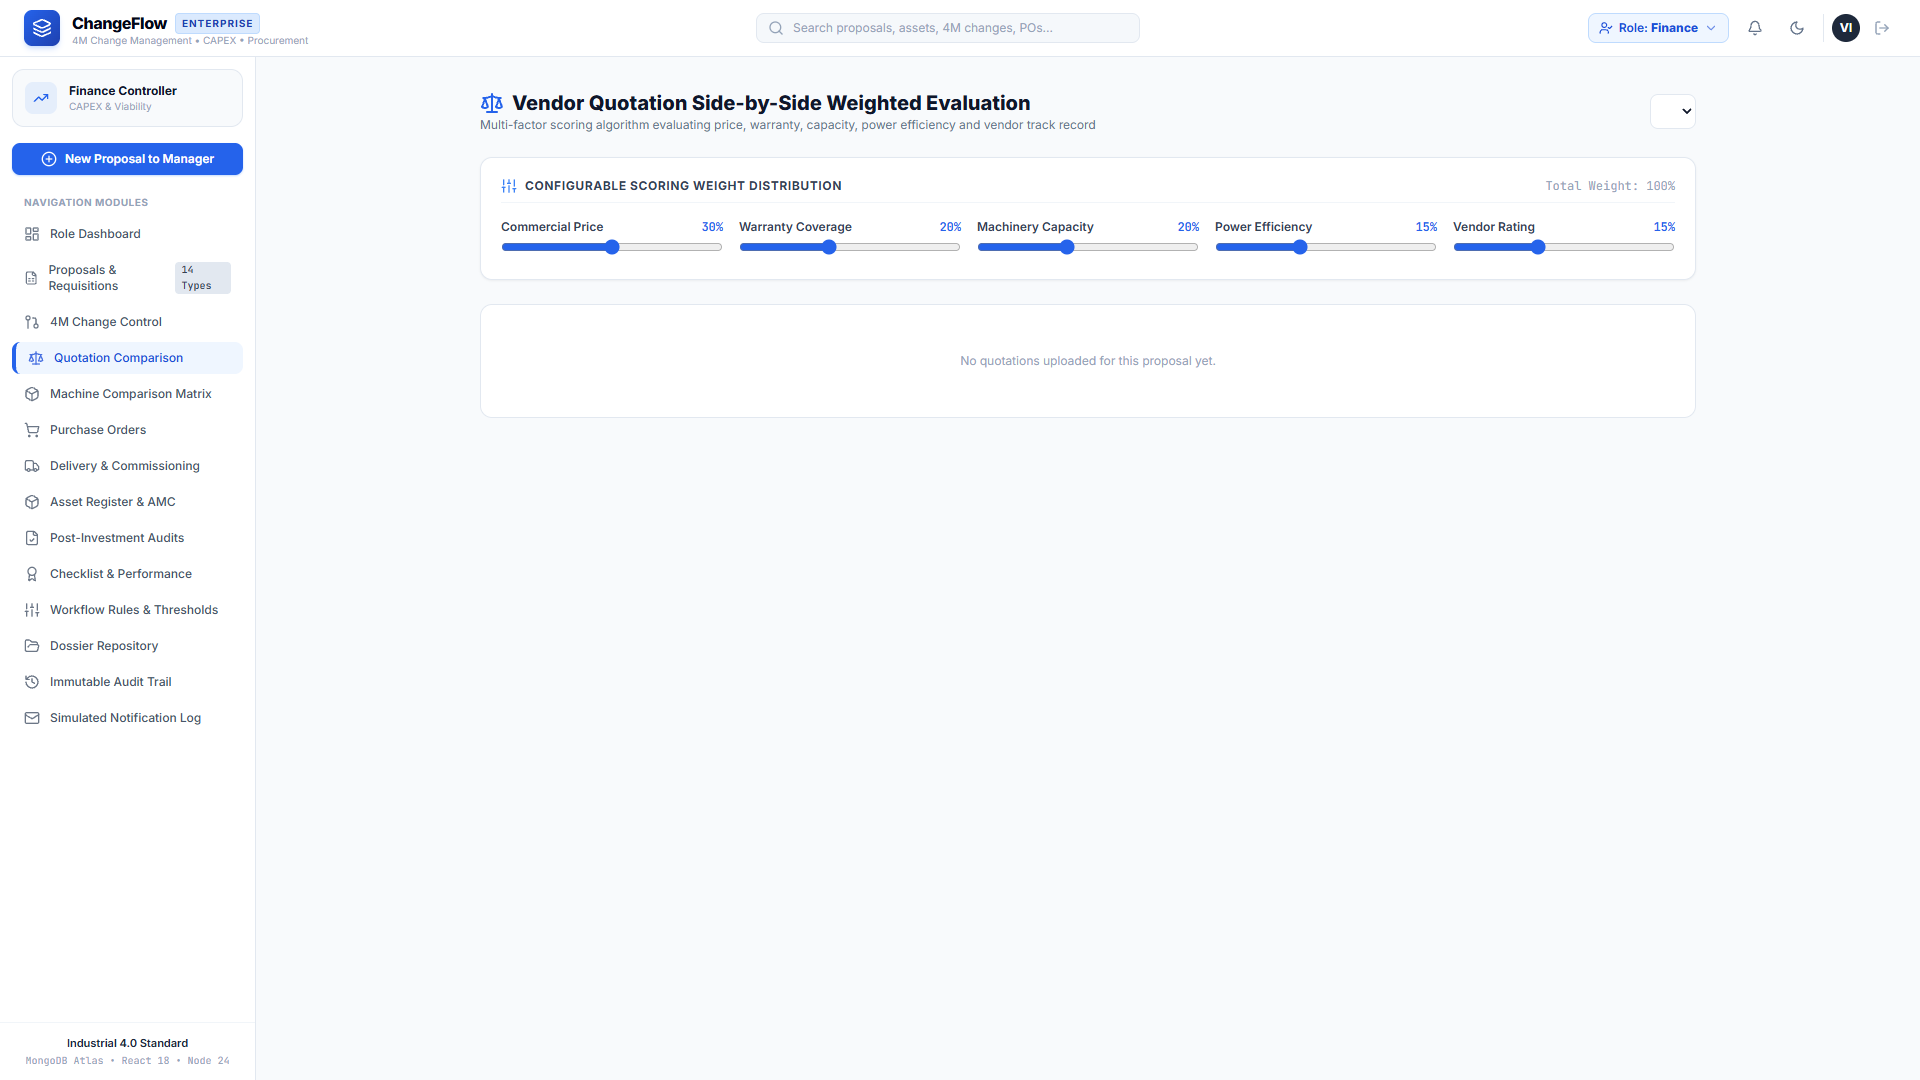 ChangeFlow ENTERPRISE
4M Change Management • CAPEX • Procurement
Search proposals, assets, 4M changes, POs...
Role: Finance
VI
Finance Controller
CAPEX & Viability
New Proposal to Manager
NAVIGATION MODULES
Role Dashboard
Proposals &
Requisitions
14
Types
4M Change Control
Quotation Comparison
Machine Comparison Matrix
Purchase Orders
Delivery & Commissioning
Asset Register & AMC
Post-Investment Audits
Checklist & Performance
Workflow Rules & Thresholds
Dossier Repository
Immutable Audit Trail
Simulated Notification Log
Industrial 4.0 Standard
MongoDB Atlas • React 18 • Node 24
Vendor Quotation Side-by-Side Weighted Evaluation
Multi-factor scoring algorithm evaluating price, warranty, capacity, power efficiency and vendor track record
CONFIGURABLE SCORING WEIGHT DISTRIBUTION
Total Weight: 100%
Commercial Price 30%
Warranty Coverage 20%
Machinery Capacity 20%
Power Efficiency 15%
Vendor Rating 15%
No quotations uploaded for this proposal yet.